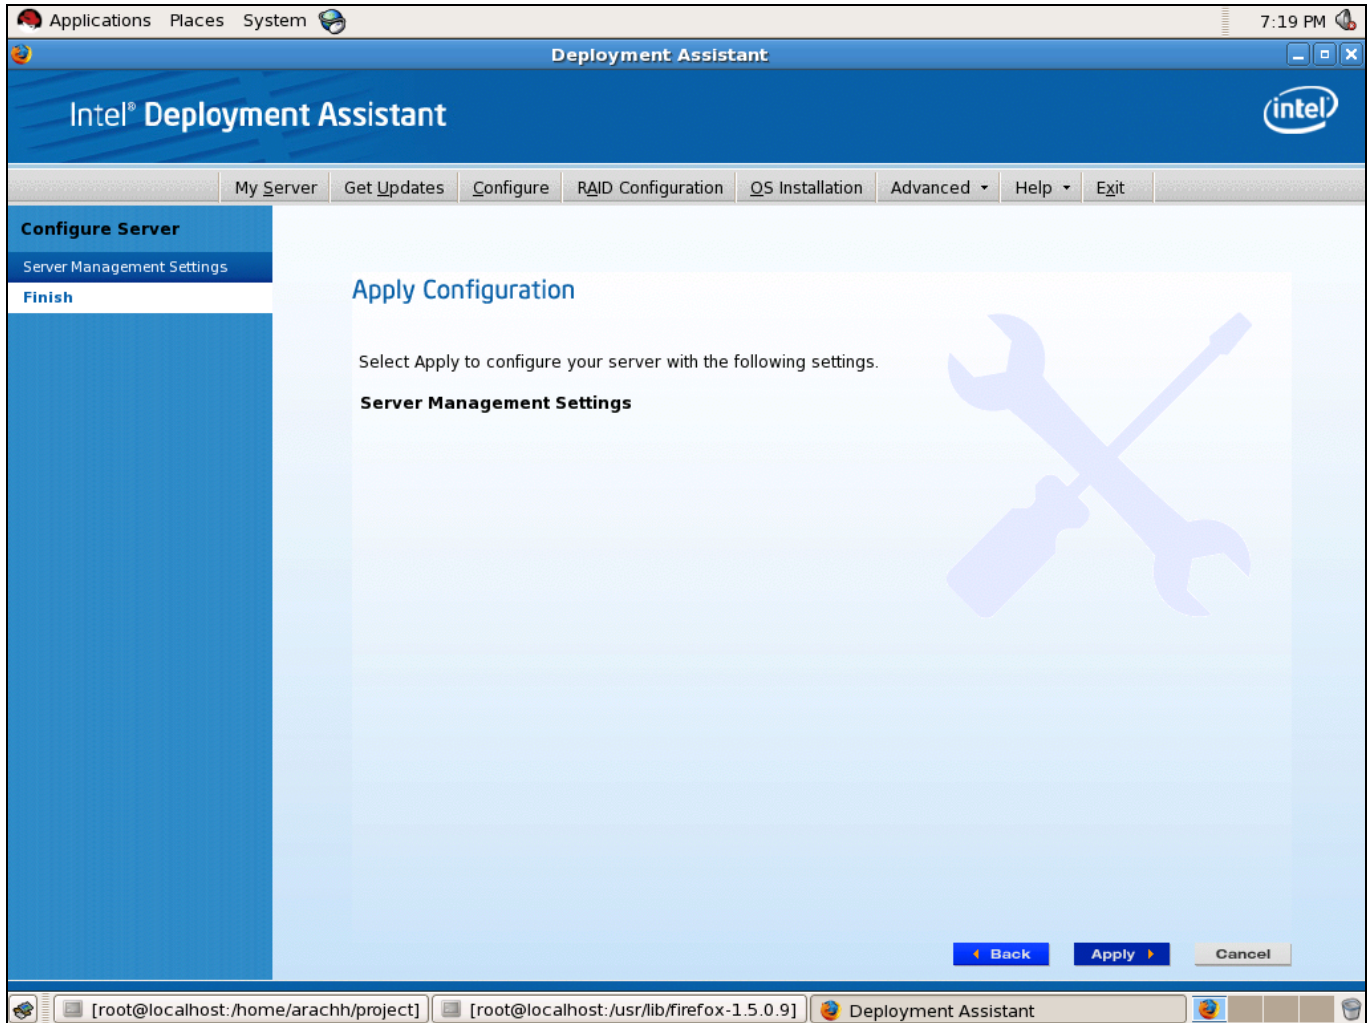 Applications Places System 7:19 PM
Deployment Assistant
Intel® Deployment Assistant
intel
My Server Get Updates Configure RAID Configuration OS Installation Advanced Help Exit
Configure Server
Server Management Settings
Finish
Apply Configuration
Select Apply to configure your server with the following settings.
Server Management Settings
Back Apply Cancel
[root@localhost:/home/arachh/project] [root@localhost:/usr/lib/firefox-1.5.0.9] Deployment Assistant